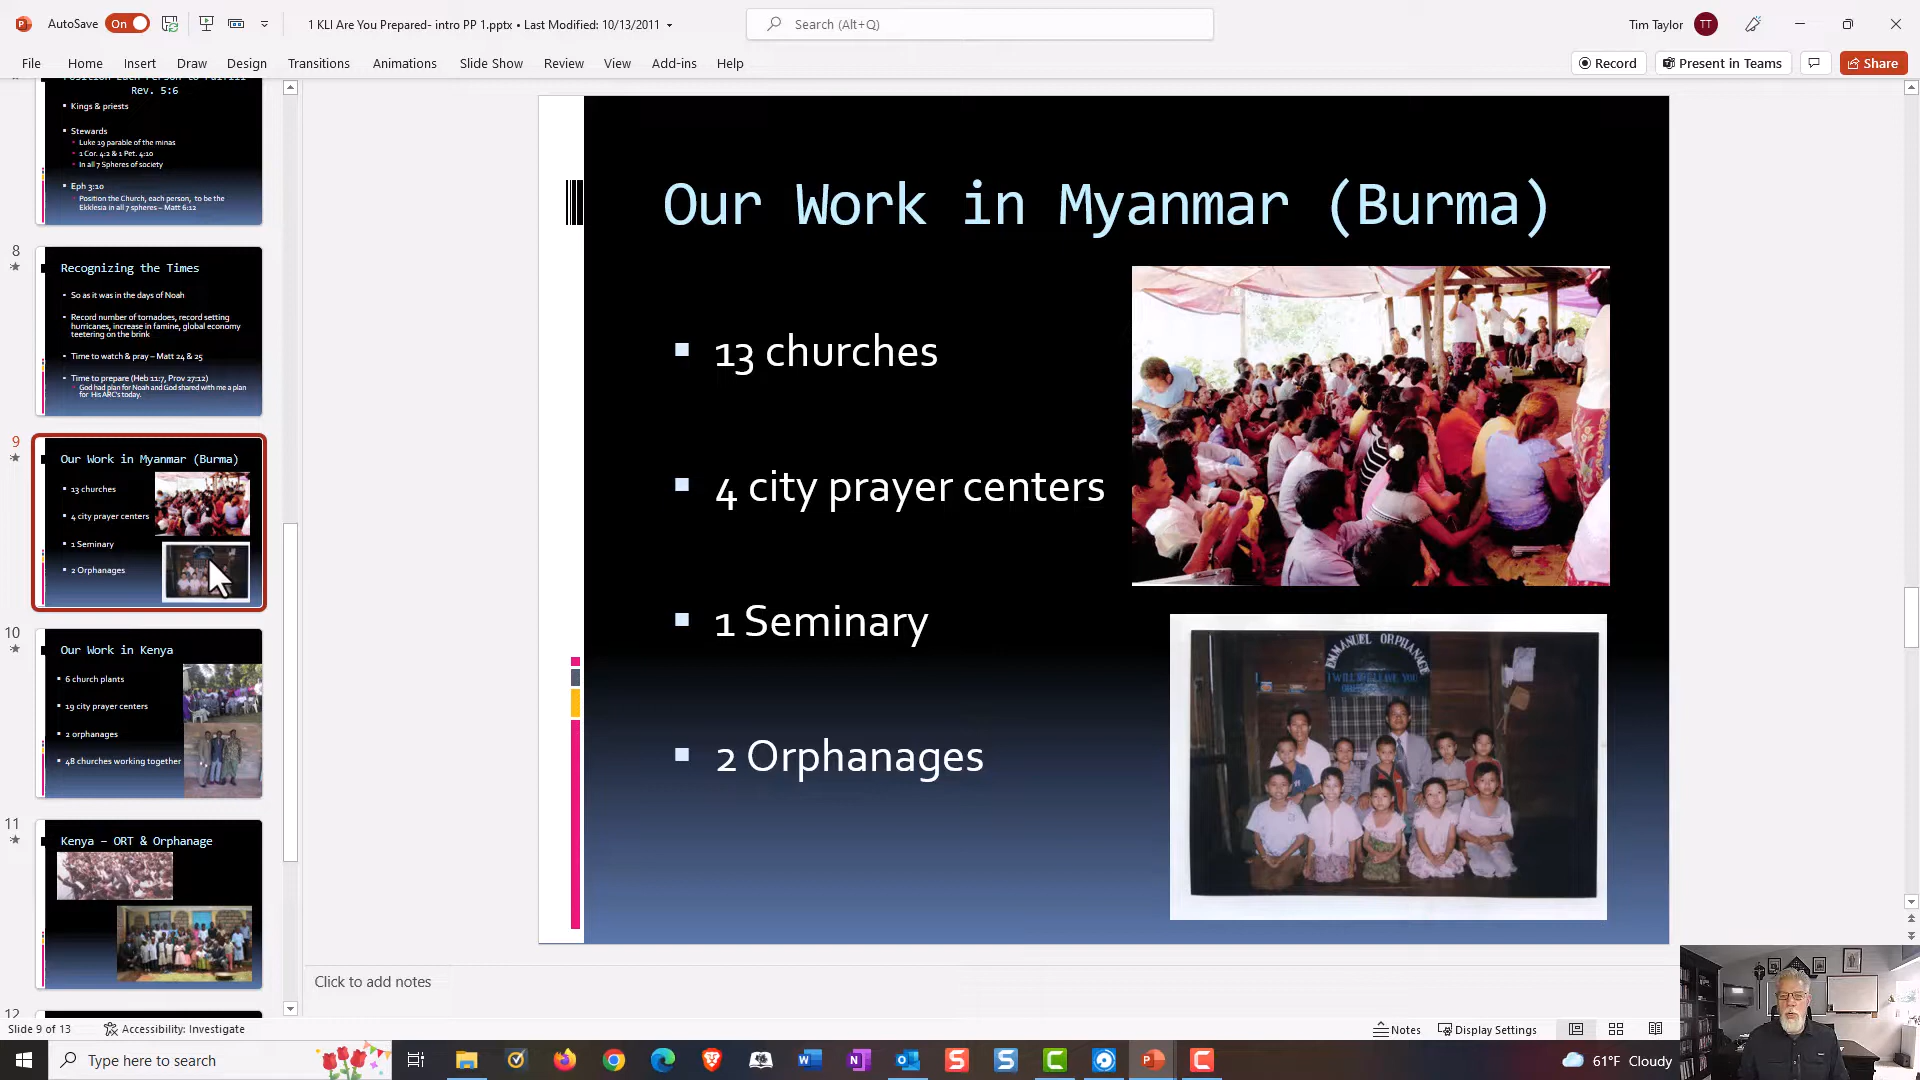 AutoSave On
1 KLI Are You Prepared- intro PP 1.pptx • Last Modified: 10/13/2011
Search (Alt+Q)
Tim Taylor TT
File Home Insert Draw Design Transitions Animations Slide Show Review View Add-ins Help
Record Present in Teams Share
Rev. 5:6
Kings & priests
Stewards
Luke 19 parable of the minas
1 Cor. 4:2 & 1 Pet. 4:10
In all 7 Spheres of society
Eph 3:10
Position the Church, each person, to be the
Ekklesia in all 7 spheres – Matt 6:12
8
Recognizing the Times
So as it was in the days of Noah
Record number of tornadoes, record setting
hurricanes, increase in famine, global economy
teetering on the brink
Time to watch & pray – Matt 24 & 25
Time to prepare (Heb 11:7, Prov 27:12)
God had plan for Noah and God shared with me a plan
for His ARC's today.
9
Our Work in Myanmar (Burma)
13 churches
4 city prayer centers
1 Seminary
2 Orphanages
10
Our Work in Kenya
6 church plants
19 city prayer centers
2 orphanages
48 churches working together
11
Kenya – ORT & Orphanage
12
Our Work in Myanmar (Burma)
13 churches
4 city prayer centers
1 Seminary
2 Orphanages
EMMANUEL ORPHANAGE
Click to add notes
Slide 9 of 13 Accessibility: Investigate
Notes Display Settings
Type here to search
61°F Cloudy